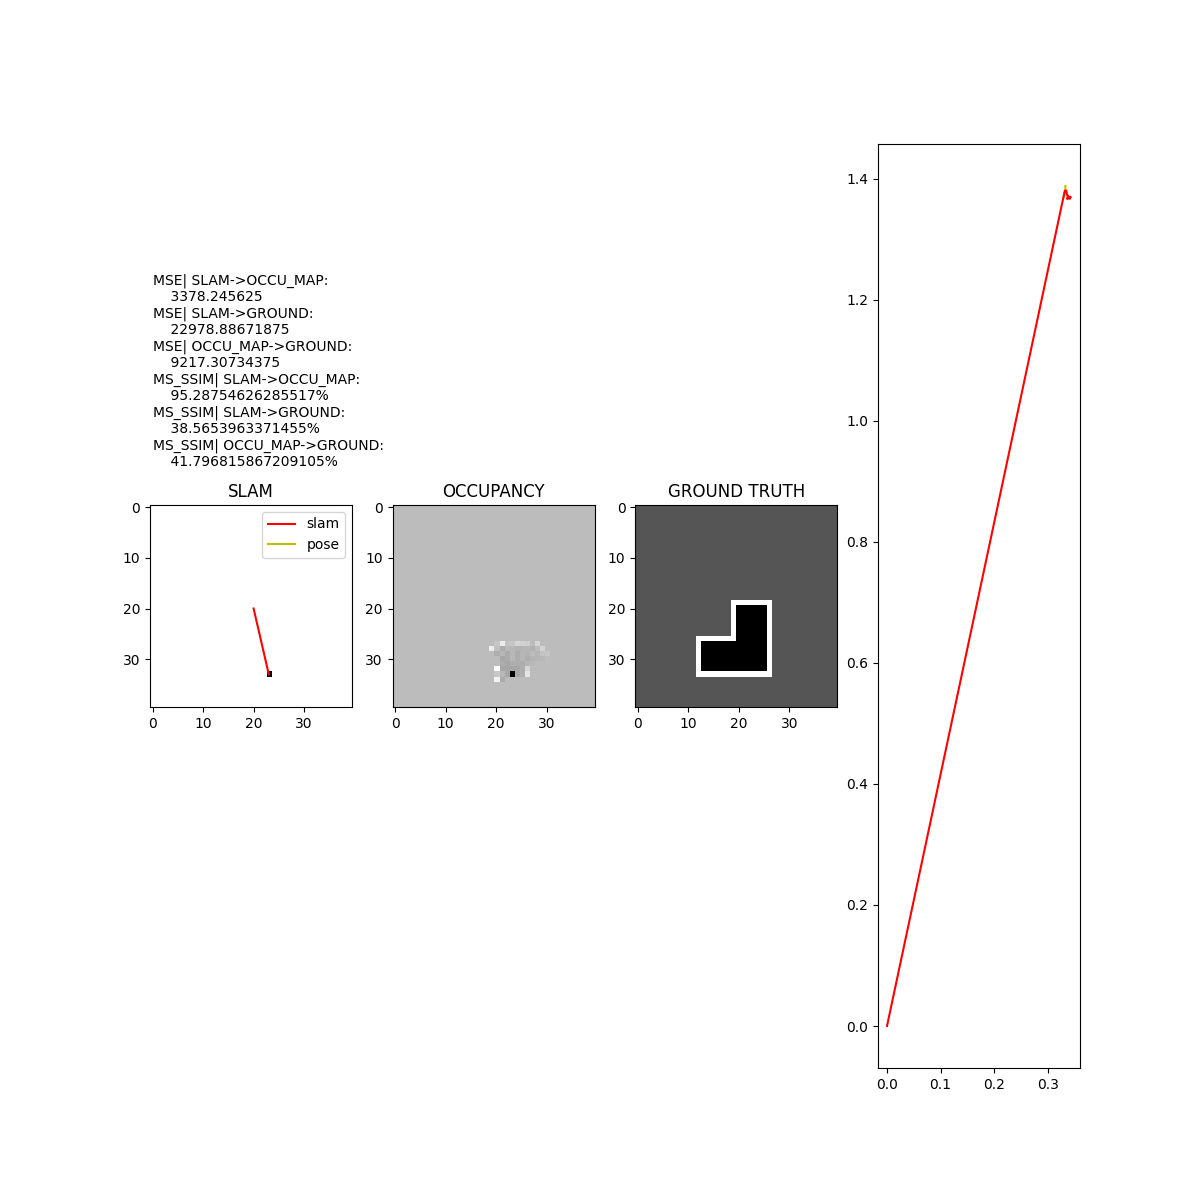 MSE| SLAM->OCCU_MAP:
3378.245625
MSE| SLAM->GROUND:
22978.88671875
MSE| OCCU_MAP->GROUND:
9217.30734375
MS_SSIM| SLAM->OCCU_MAP:
95.28754626285517%
MS_SSIM| SLAM->GROUND:
38.5653963371455%
MS_SSIM| OCCU_MAP->GROUND:
41.796815867209105%
SLAM
slam
pose
0
10
20
30
0 10 20 30
OCCUPANCY
0
10
20
30
0 10 20 30
GROUND TRUTH
0
10
20
30
0 10 20 30
1.4
1.2
1.0
0.8
0.6
0.4
0.2
0.0
0.0 0.1 0.2 0.3